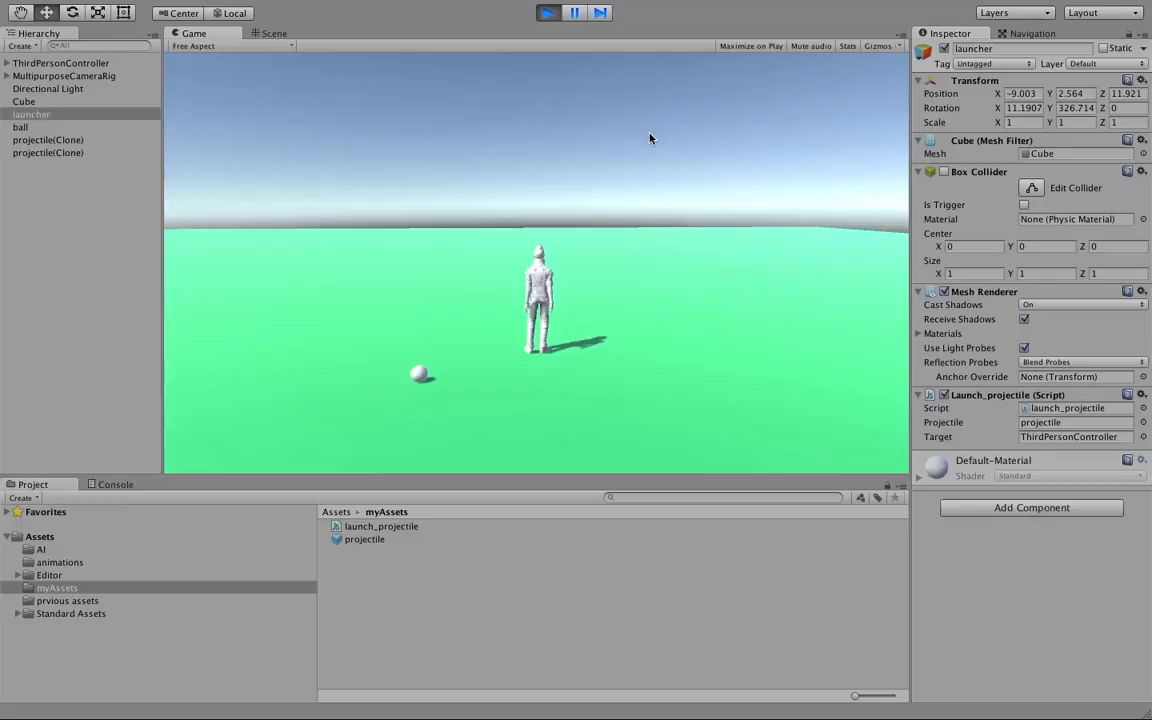 Center Local Layers Layout
Hierarchy
Create All
ThirdPersonController
MultipurposeCameraRig
Directional Light
Cube
launcher
ball
projectile(Clone)
projectile(Clone)
Game Scene
Free Aspect Maximize on Play Mute audio Stats Gizmos
Inspector Navigation
launcher Static
Tag Untagged Layer Default
Transform
Position X -9.003 Y 2.564 Z 11.921
Rotation X 11.1907 Y 326.714 Z 0
Scale X 1 Y 1 Z 1
Cube (Mesh Filter)
Mesh Cube
Box Collider
Edit Collider
Is Trigger
Material None (Physic Material)
Center
X 0 Y 0 Z 0
Size
X 1 Y 1 Z 1
Mesh Renderer
Cast Shadows On
Receive Shadows
Materials
Use Light Probes
Reflection Probes Blend Probes
Anchor Override None (Transform)
Launch_projectile (Script)
Script launch_projectile
Projectile projectile
Target ThirdPersonController
Default-Material
Shader Standard
Add Component
Project Console
Create
Favorites
Assets
AI
animations
Editor
myAssets
prvious assets
Standard Assets
Assets myAssets
launch_projectile
projectile